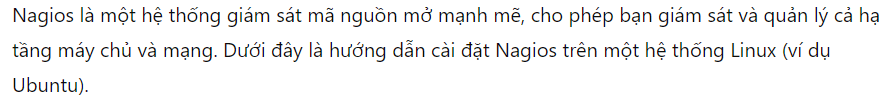 Nagios là một hệ thống giám sát mã nguồn mở mạnh mẽ, cho phép bạn giám sát và quản lý cả hạ
tầng máy chủ và mạng. Dưới đây là hướng dẫn cài đặt Nagios trên một hệ thống Linux (ví dụ
Ubuntu).